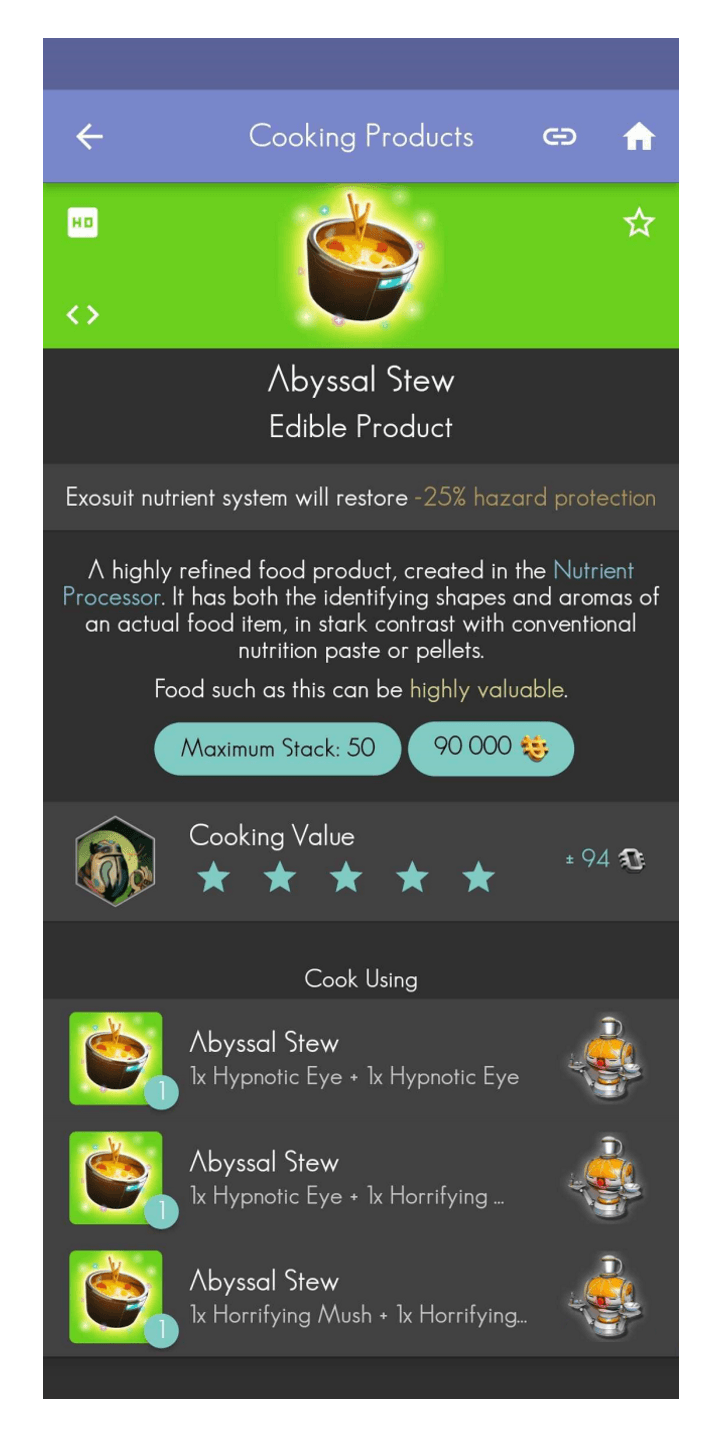 Cooking Products
HD
Abyssal Stew
Edible Product
Exosuit nutrient system will restore -25% hazard protection
A highly refined food product, created in the Nutrient
Processor. It has both the identifying shapes and aromas of
an actual food item, in stark contrast with conventional
nutrition paste or pellets.
Food such as this can be highly valuable.
Maximum Stack: 50
90 000
Cooking Value
± 94
Cook Using
Abyssal Stew
1x Hypnotic Eye + 1x Hypnotic Eye
1
Abyssal Stew
1x Hypnotic Eye + 1x Horrifying ...
1
Abyssal Stew
1x Horrifying Mush + 1x Horrifying...
1